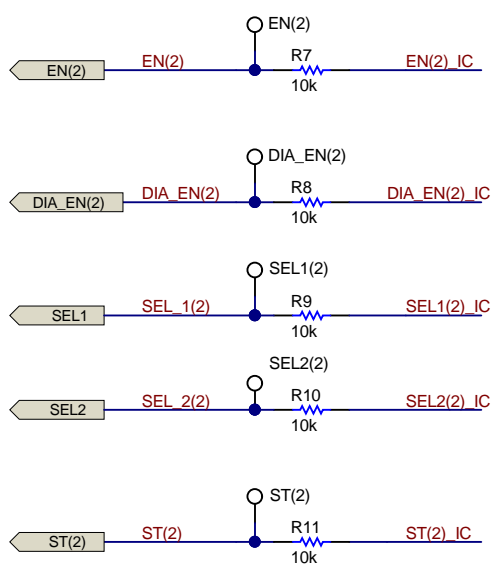 EN(2)
R7
EN(2) EN(2) EN(2)_IC
10k
DIA_EN(2)
R8
DIA_EN(2) DIA_EN(2) DIA_EN(2)_IC
10k
SEL1(2)
R9
SEL1 SEL_1(2) SEL1(2)_IC
10k
SEL2(2)
R10
SEL2 SEL_2(2) SEL2(2)_IC
10k
ST(2)
R11
ST(2) ST(2) ST(2)_IC
10k